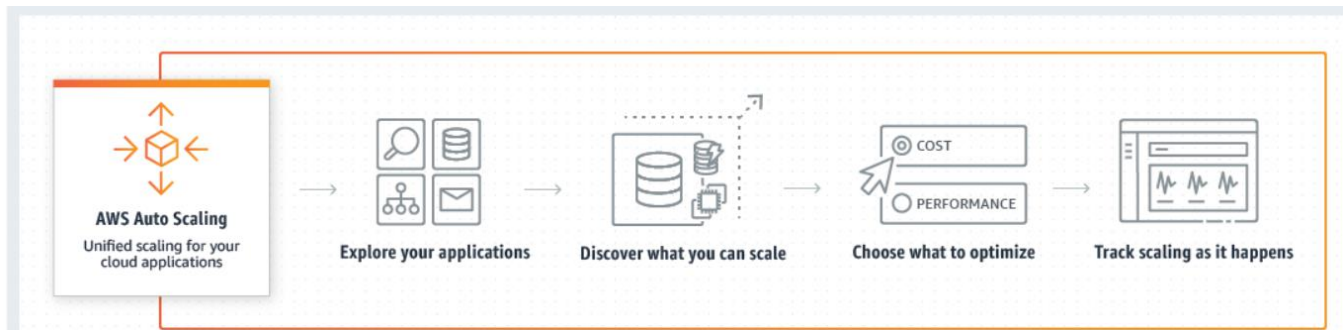 AWS Auto Scaling
Unified scaling for your
cloud applications
Explore your applications
Discover what you can scale
COST
PERFORMANCE
Choose what to optimize
Track scaling as it happens